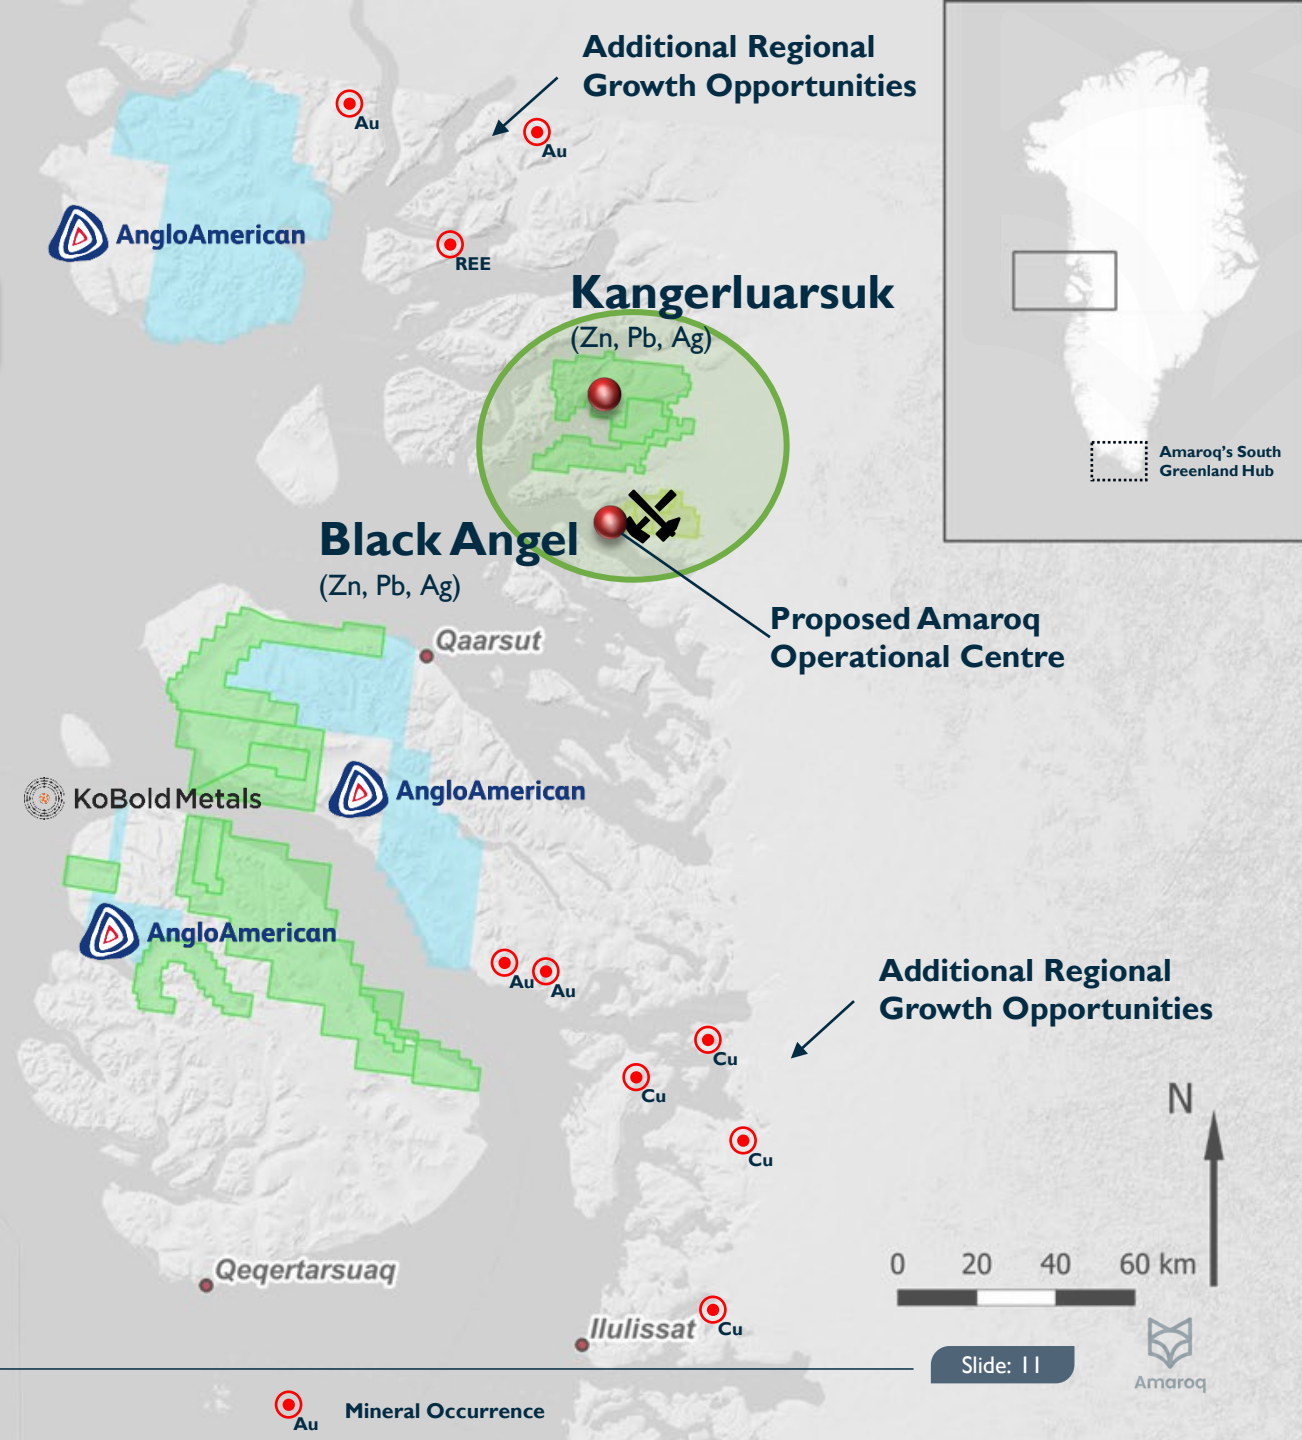 Additional Regional
Growth Opportunities
Au
Au
AngloAmerican
REE
Kangerluarsuk
(Zn, Pb, Ag)
Amaroq's South
Greenland Hub
Black Angel
(Zn, Pb, Ag)
Proposed Amaroq
Operational Centre
Qaarsut
KoBold Metals
AngloAmerican
AngloAmerican
Au
Au
Additional Regional
Growth Opportunities
Cu
Cu
Cu
N
0 20 40 60 km
Qeqertarsuaq
Ilulissat
Cu
Slide: 11
Amaroq
Au
Mineral Occurrence